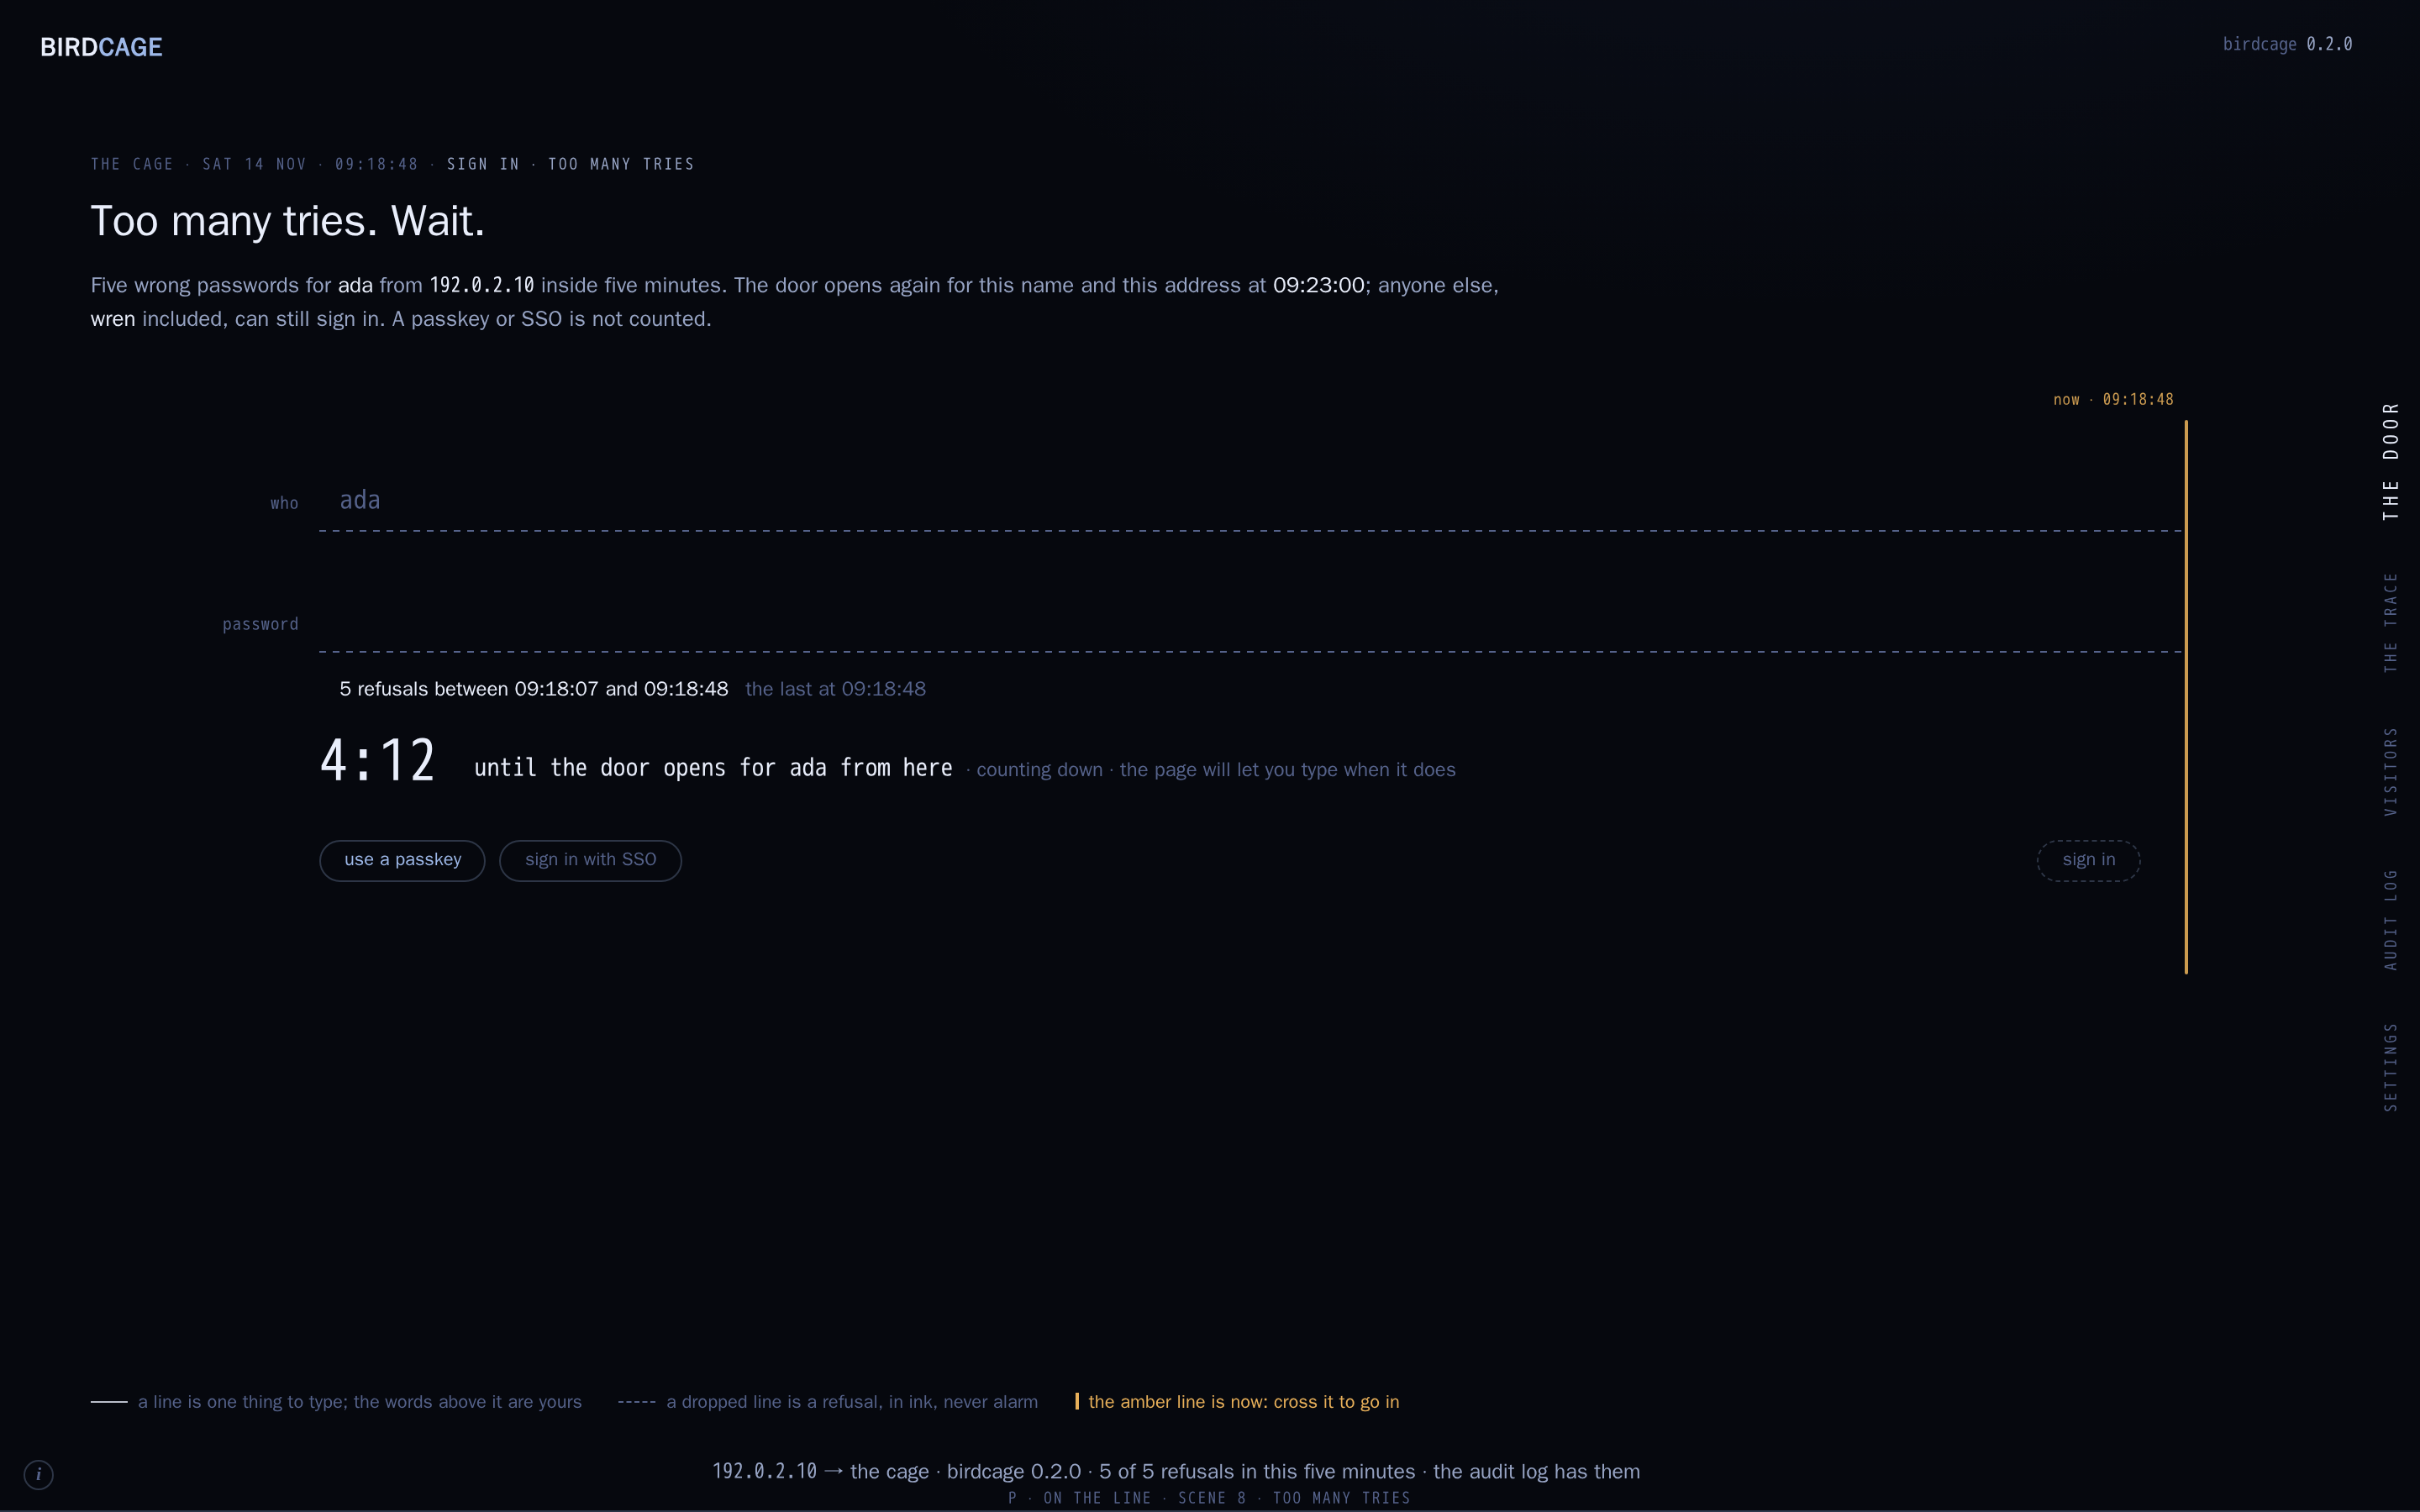 BIRDCAGE
birdcage 0.2.0
THE CAGE · SAT 14 NOV · 09:18:48 · SIGN IN · TOO MANY TRIES
Too many tries. Wait.
Five wrong passwords for ada from 192.0.2.10 inside five minutes. The door opens again for this name and this address at 09:23:00; anyone else,
wren included, can still sign in. A passkey or SSO is not counted.
now · 09:18:48
who ada
password
5 refusals between 09:18:07 and 09:18:48 the last at 09:18:48
4:12 until the door opens for ada from here · counting down · the page will let you type when it does
use a passkey sign in with SSO sign in
THE DOOR
THE TRACE
VISITORS
AUDIT LOG
SETTINGS
a line is one thing to type; the words above it are yours a dropped line is a refusal, in ink, never alarm the amber line is now: cross it to go in
i
192.0.2.10 → the cage · birdcage 0.2.0 · 5 of 5 refusals in this five minutes · the audit log has them
P · ON THE LINE · SCENE 8 · TOO MANY TRIES